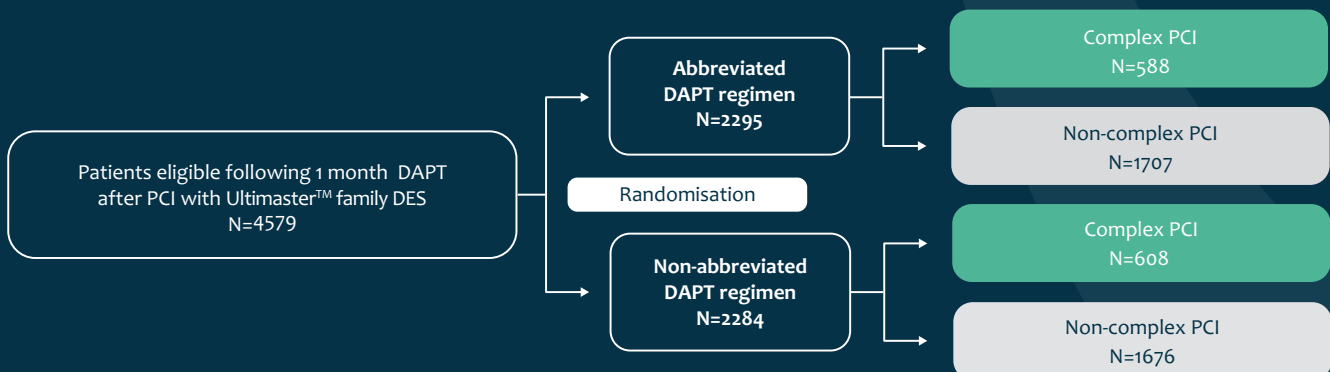 Patients eligible following 1 month DAPT
after PCI with Ultimaster™ family DES
N=4579
Randomisation
Abbreviated
DAPT regimen
N=2295
Complex PCI
N=588
Non-complex PCI
N=1707
Non-abbreviated
DAPT regimen
N=2284
Complex PCI
N=608
Non-complex PCI
N=1676